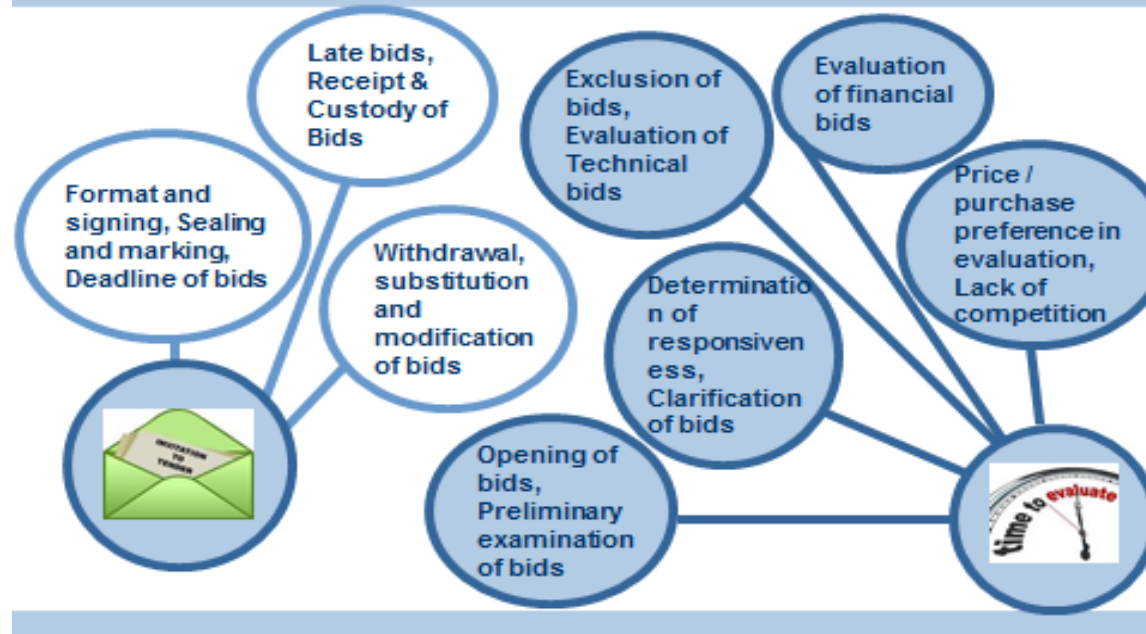 Late bids,
Receipt &
Custody of
Bids
Format and
signing, Sealing
and marking,
Deadline of bids
Withdrawal,
substitution
and
modification
of bids
INVITATION
TO
TENDER
Exclusion of
bids,
Evaluation of
Technical
bids
Evaluation
of financial
bids
Price /
purchase
preference in
evaluation,
Lack of
competition
Determinatio
n of
responsiven
ess,
Clarification
of bids
Opening of
bids,
Preliminary
examination
of bids
time to evaluate